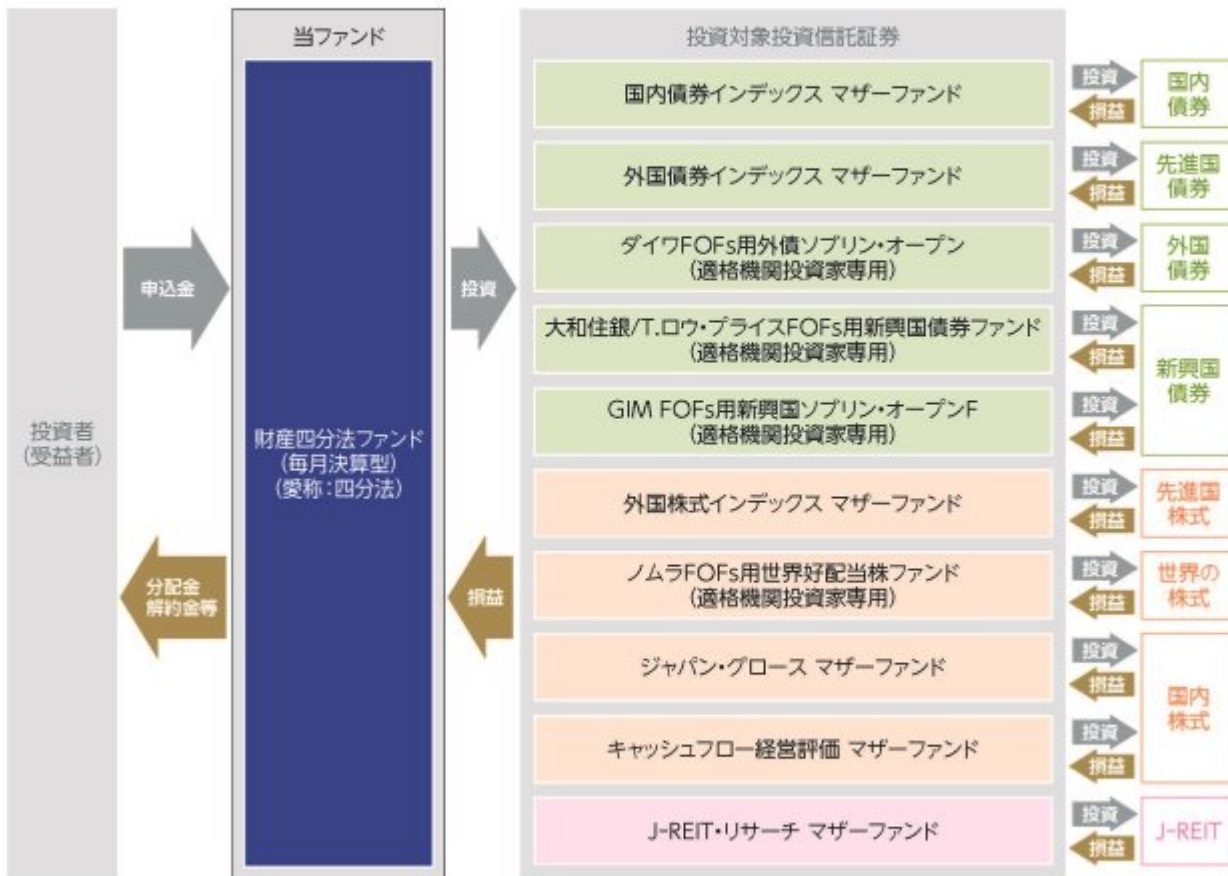 投資者
(受益者)
申込金
分配金
解約金等
当ファンド
財産四分法ファンド
(毎月決算型)
(愛称:四分法)
投資
損益
投資対象投資信託証券
国内債券インデックス マザーファンド
投資
損益
国内
債券
外国債券インデックス マザーファンド
投資
損益
先進国
債券
ダイワFOFs用外債ソブリン・オープン
(適格機関投資家専用)
投資
損益
外国
債券
大和住銀/T.ロウ・プライスFOFs用新興国債券ファンド
(適格機関投資家専用)
投資
損益
GIM FOFs用新興国ソブリン・オープンF
(適格機関投資家専用)
投資
損益
新興国
債券
外国株式インデックス マザーファンド
投資
損益
先進国
株式
ノムラFOFs用世界好配当株ファンド
(適格機関投資家専用)
投資
損益
世界の
株式
ジャパン・グロース マザーファンド
投資
損益
キャッシュフロー経営評価 マザーファンド
投資
損益
国内
株式
J-REIT・リサーチ マザーファンド
投資
損益
J-REIT